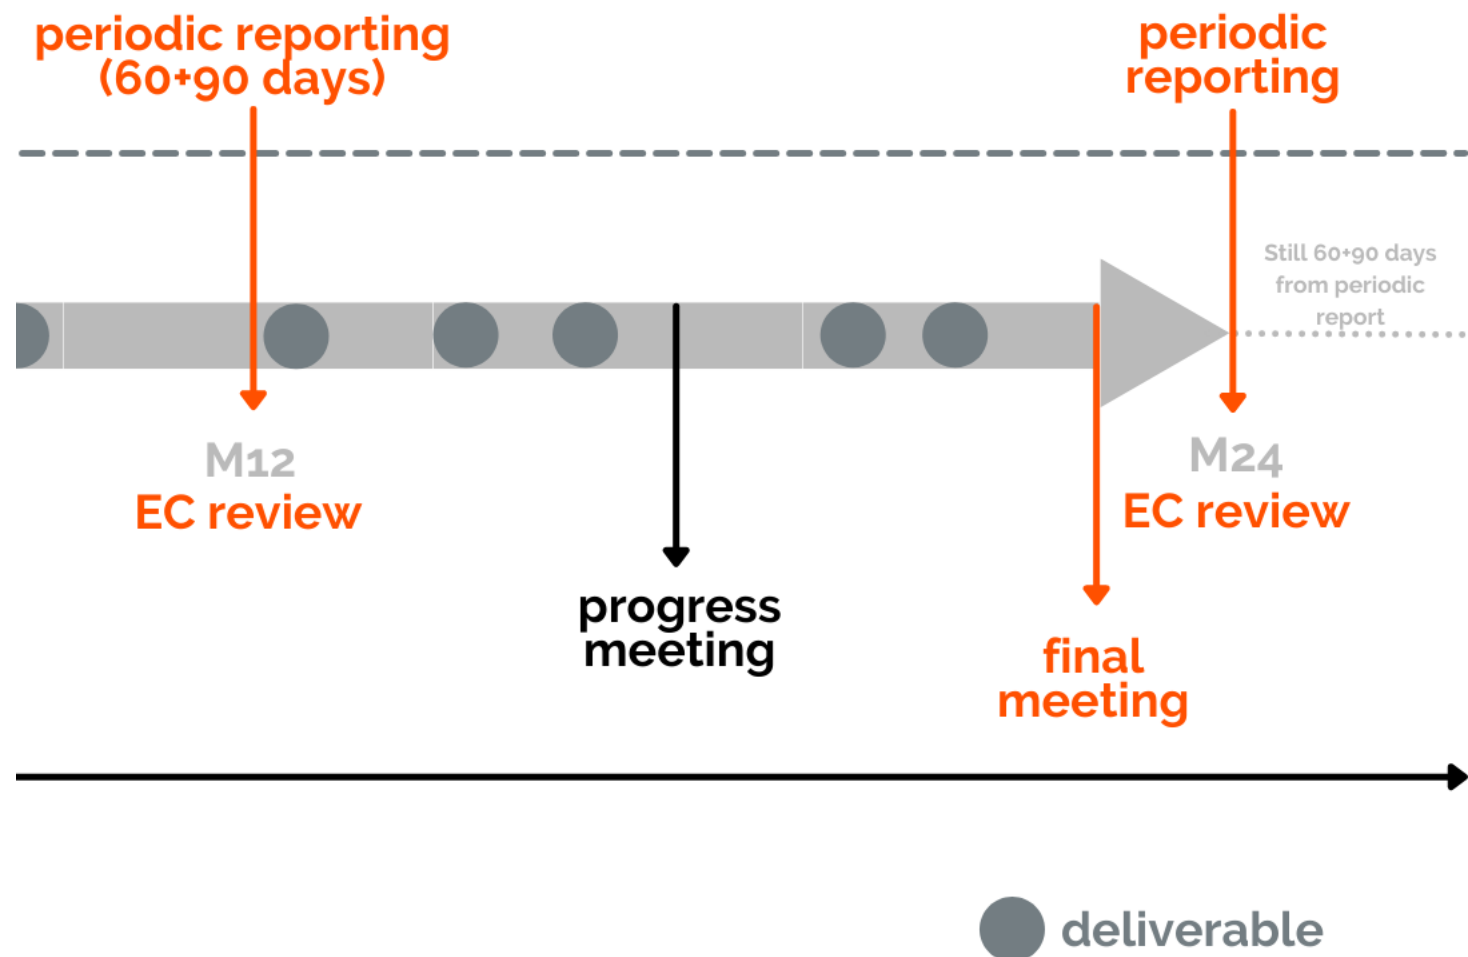 periodic reporting
(60+90 days)
periodic
reporting
Still 60+90 days
from periodic
report
M12
EC review
M24
EC review
progress
meeting
final
meeting
deliverable